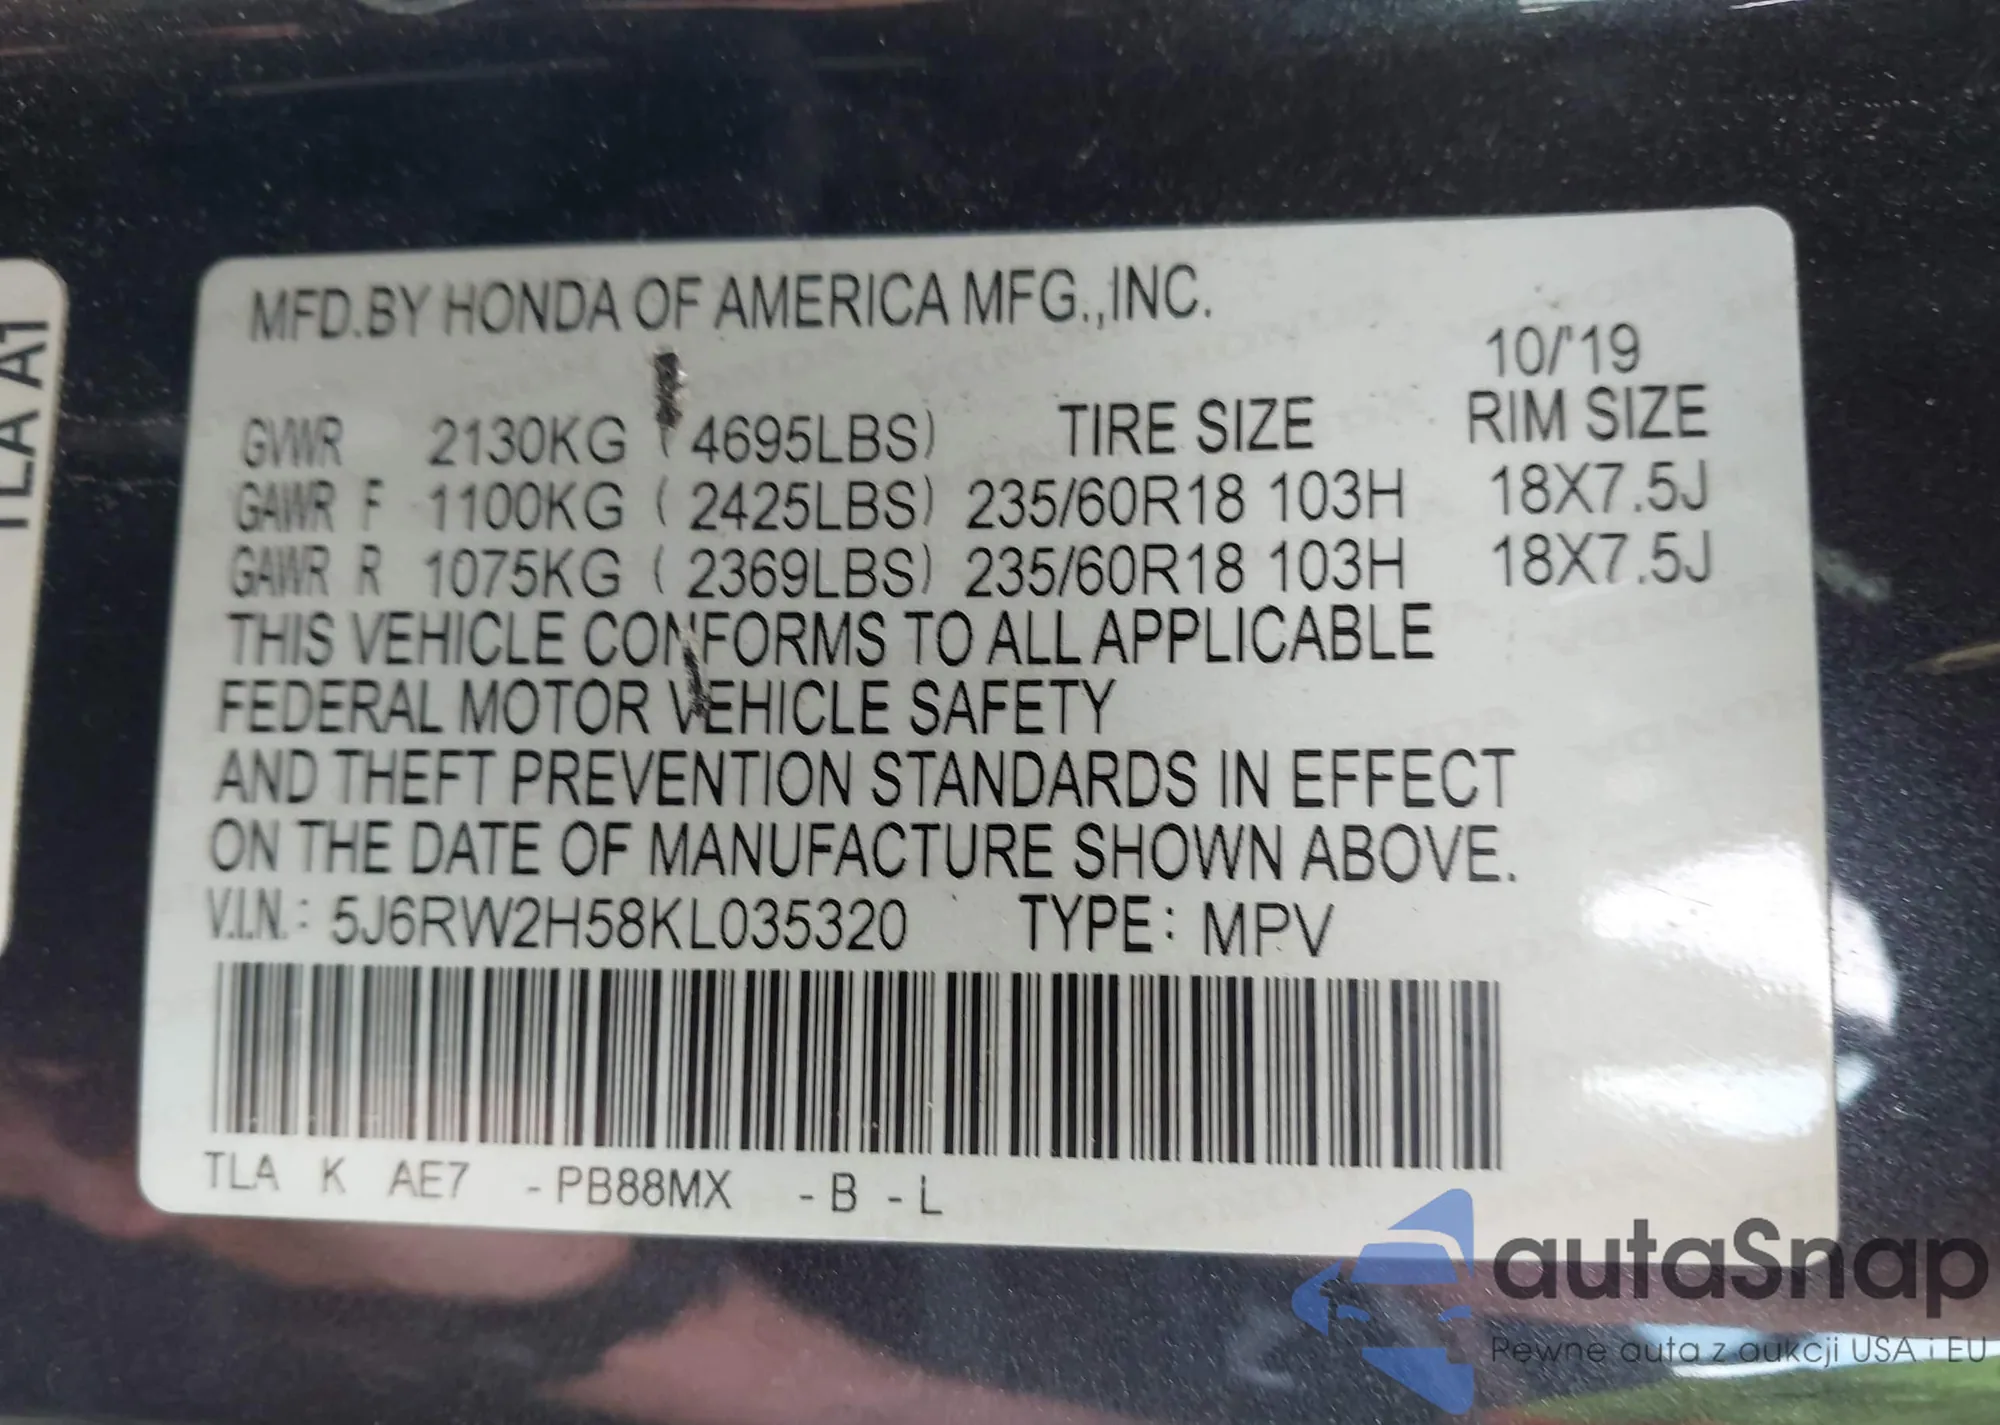 MFD.BY HONDA OF AMERICA MFG.,INC.
10/'19
GVWR 2130KG ( 4695LBS) TIRE SIZE RIM SIZE
GAWR F 1100KG ( 2425LBS) 235/60R18 103H 18X7.5J
GAWR R 1075KG ( 2369LBS) 235/60R18 103H 18X7.5J
THIS VEHICLE CONFORMS TO ALL APPLICABLE
FEDERAL MOTOR VEHICLE SAFETY
AND THEFT PREVENTION STANDARDS IN EFFECT
ON THE DATE OF MANUFACTURE SHOWN ABOVE.
V.I.N.: 5J6RW2H58KL035320 TYPE: MPV
TLA K AE7 -PB88MX -B -L
TLA A1
autaSnap
Pewne auta z aukcji USA i EU